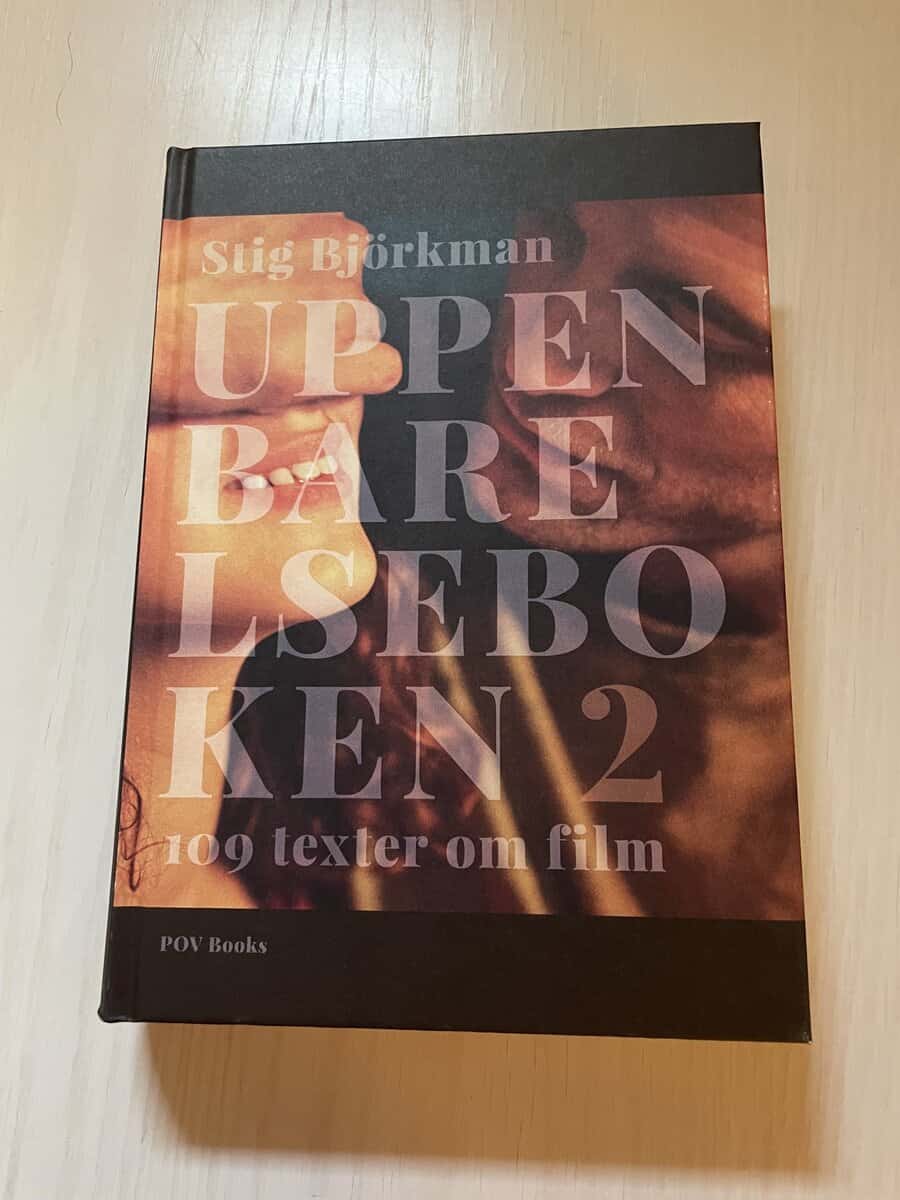 Stig Björkman
UPPEN
BARE
LSEBO
KEN 2
109 texter om film
POV Books